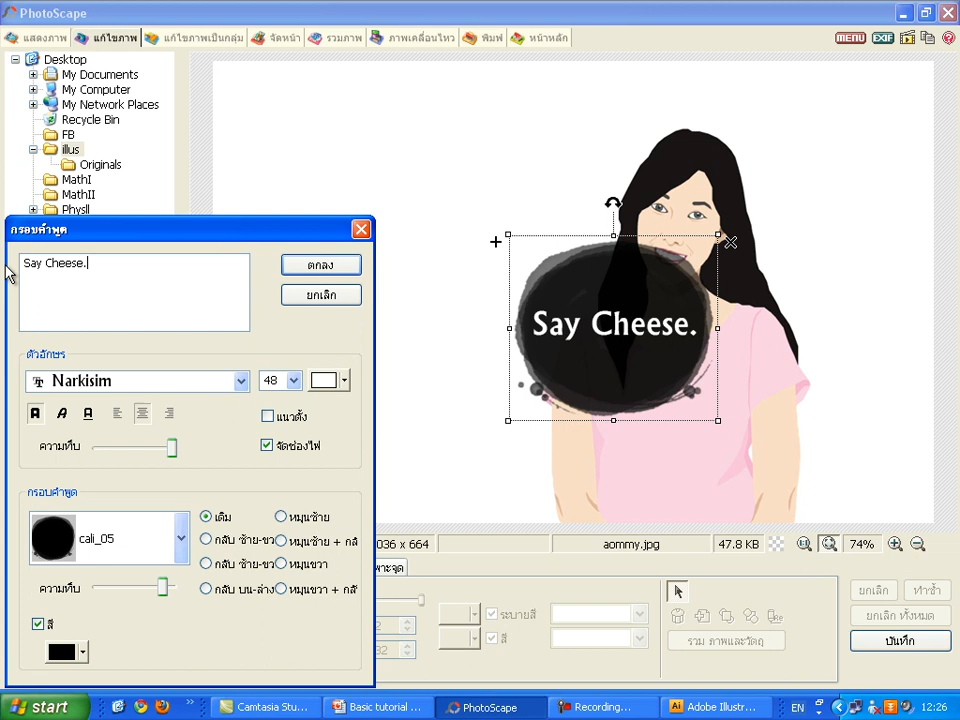 PhotoScape
แสดงภาพ
แก้ไขภาพ
แก้ไขภาพเป็นกลุ่ม
จัดหน้า
รวมภาพ
ภาพเคลื่อนไหว
พิมพ์
หน้าหลัก
MENU
EXIF
Desktop
My Documents
My Computer
My Network Places
Recycle Bin
FB
illus
Originals
MathI
MathII
PhysII
กรอบคำพูด
Say Cheese.
ตกลง
ยกเลิก
ตัวอักษร
Narkisim
48
แนวตั้ง
ความทึบ
จัดช่องไฟ
กรอบคำพูด
cali_05
เดิม
หมุนซ้าย
กลับ ซ้าย-ขว
หมุนซ้าย + กลั
กลับ ซ้าย-ขว
หมุนขวา
กลับ บน-ล่าง
หมุนขวา + กลั
ความทึบ
สี
Say Cheese.
036 x 664
aommy.jpg
47.8 KB
74%
พาะจุด
ระบายสี
สี
2
32
รวม ภาพและวัตถุ
ยกเลิก
ทำซ้ำ
ยกเลิก ทั้งหมด
บันทึก
start
Camtasia Stu...
Basic tutorial ...
PhotoScape
Recording...
Adobe Illustr...
EN
12:26